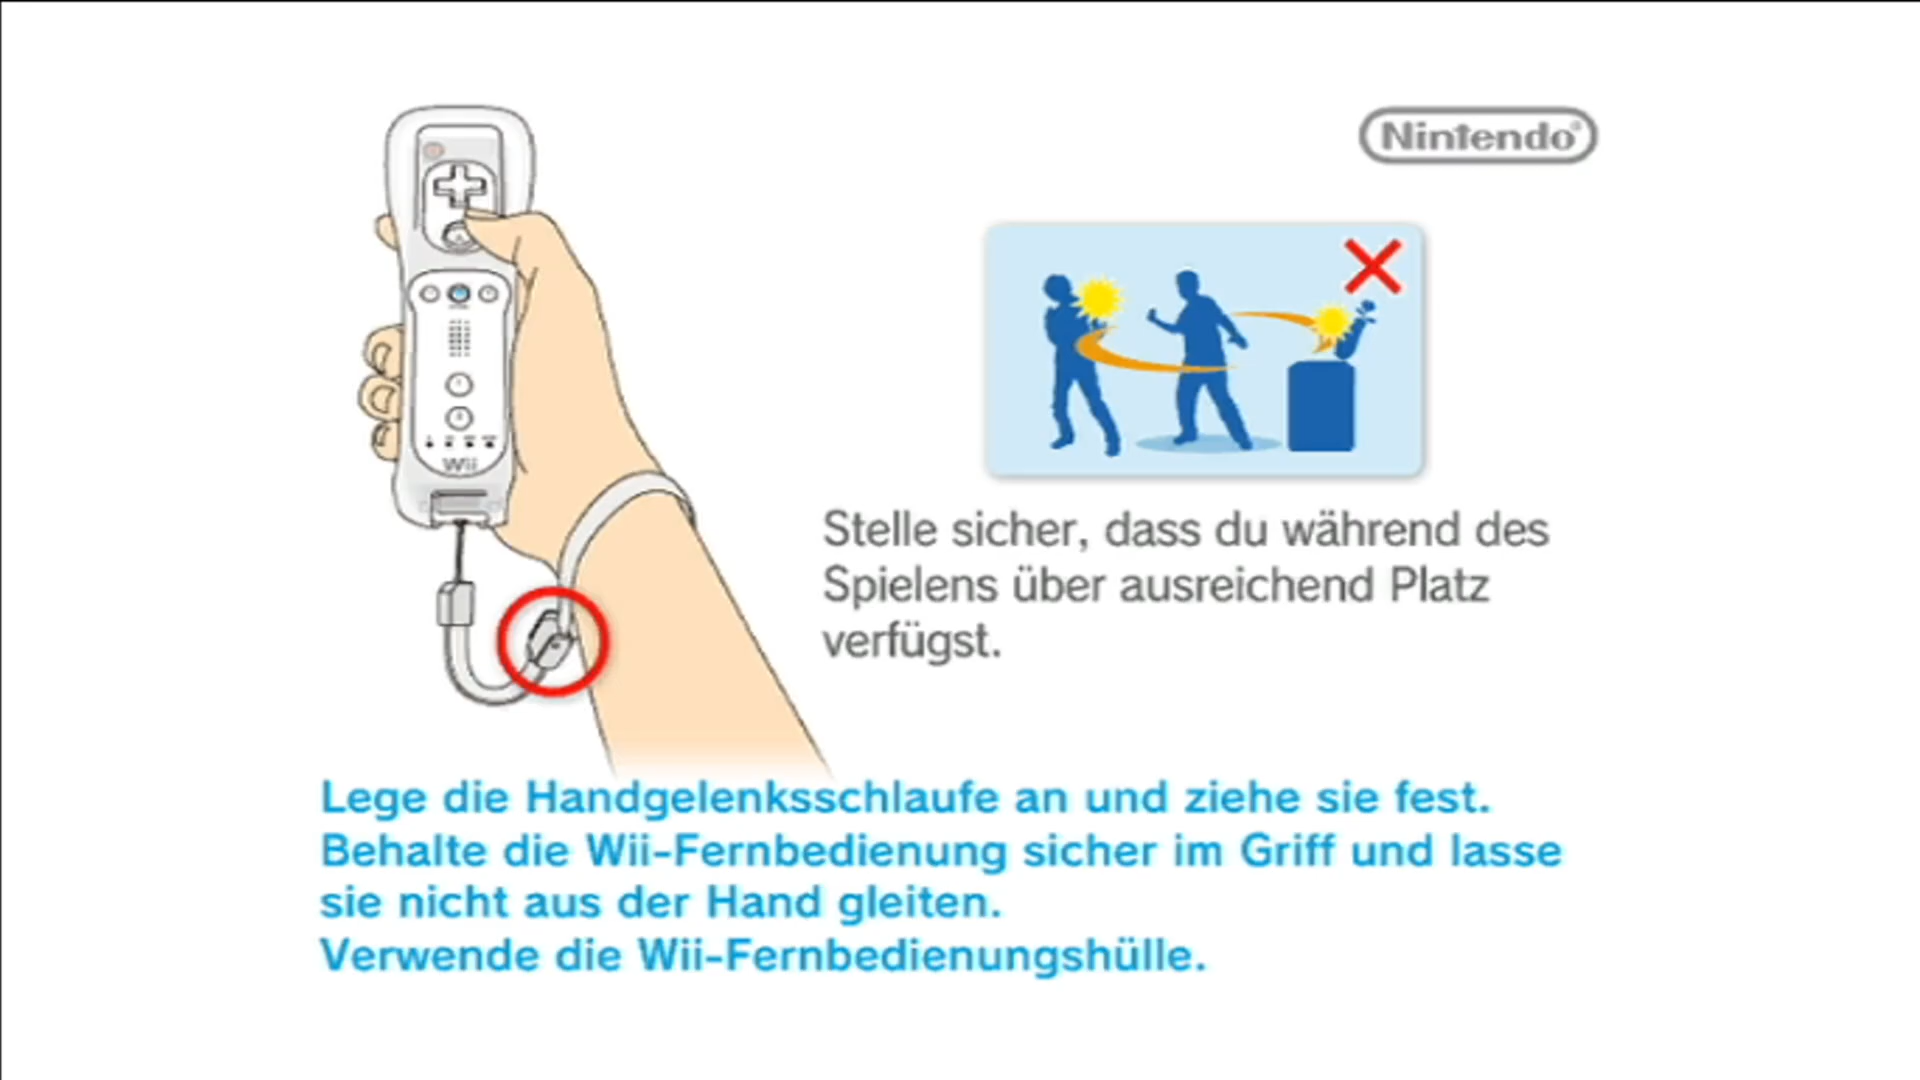 Nintendo®
Wii
Stelle sicher, dass du während des
Spielens über ausreichend Platz
verfügst.
Lege die Handgelenksschlaufe an und ziehe sie fest.
Behalte die Wii-Fernbedienung sicher im Griff und lasse
sie nicht aus der Hand gleiten.
Verwende die Wii-Fernbedienungshülle.